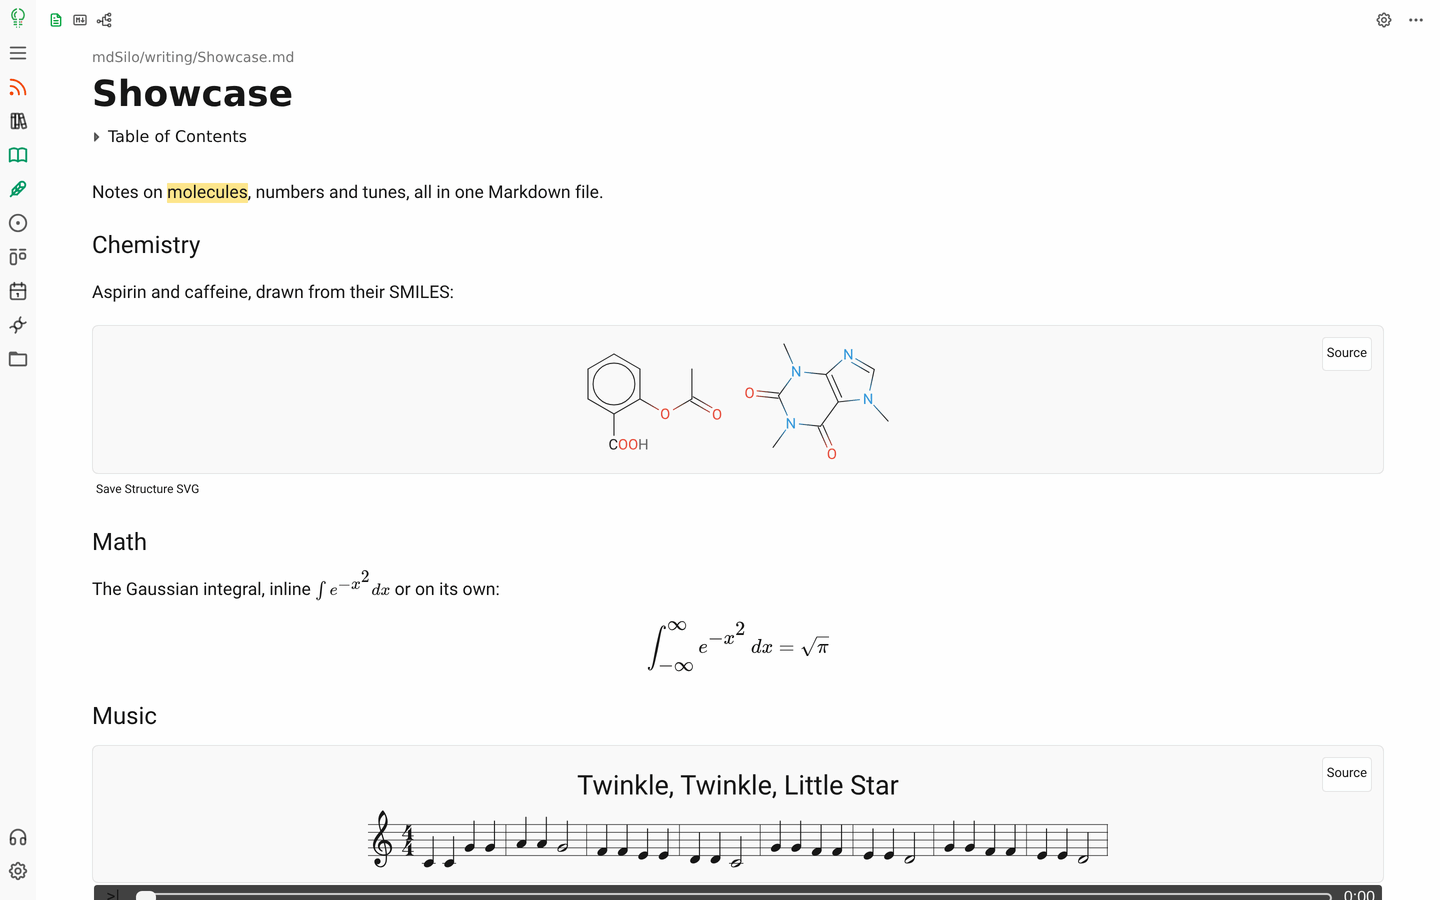 mdSilo/writing/Showcase.md
Showcase
Table of Contents
Notes on molecules, numbers and tunes, all in one Markdown file.
Chemistry
Aspirin and caffeine, drawn from their SMILES:
Source
O O COOH
N N O N N O
Save Structure SVG
Math
The Gaussian integral, inline ∫ e^{−x^2} dx or on its own:
∫_{−∞}^{∞} e^{−x^2} dx = √π
Music
Source
Twinkle, Twinkle, Little Star
4/4
0:00